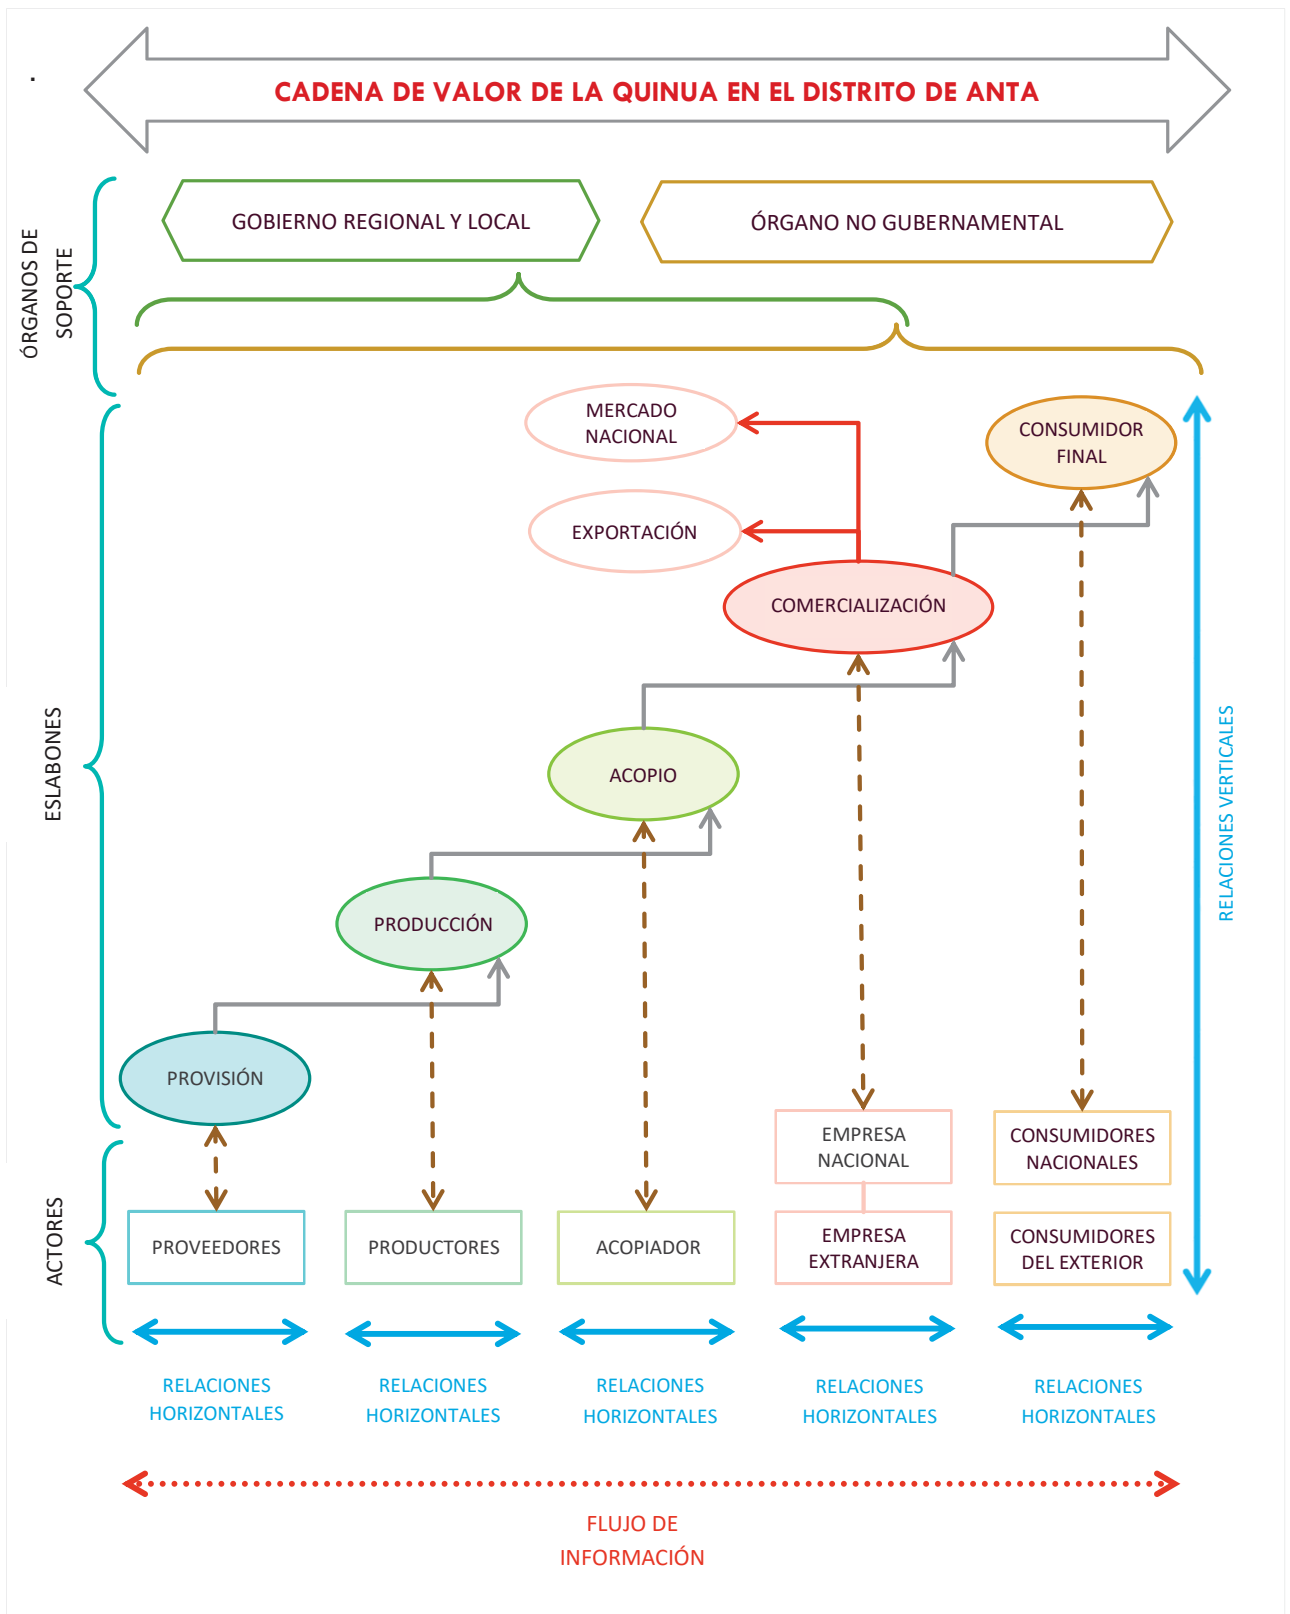 .
CADENA DE VALOR DE LA QUINUA EN EL DISTRITO DE ANTA
ÓRGANOS DE
SOPORTE
GOBIERNO REGIONAL Y LOCAL
ÓRGANO NO GUBERNAMENTAL
ESLABONES
MERCADO
NACIONAL
CONSUMIDOR
FINAL
EXPORTACIÓN
COMERCIALIZACIÓN
ACOPIO
PRODUCCIÓN
PROVISIÓN
RELACIONES VERTICALES
ACTORES
PROVEEDORES
PRODUCTORES
ACOPIADOR
EMPRESA
NACIONAL
EMPRESA
EXTRANJERA
CONSUMIDORES
NACIONALES
CONSUMIDORES
DEL EXTERIOR
RELACIONES
HORIZONTALES
RELACIONES
HORIZONTALES
RELACIONES
HORIZONTALES
RELACIONES
HORIZONTALES
RELACIONES
HORIZONTALES
FLUJO DE
INFORMACIÓN